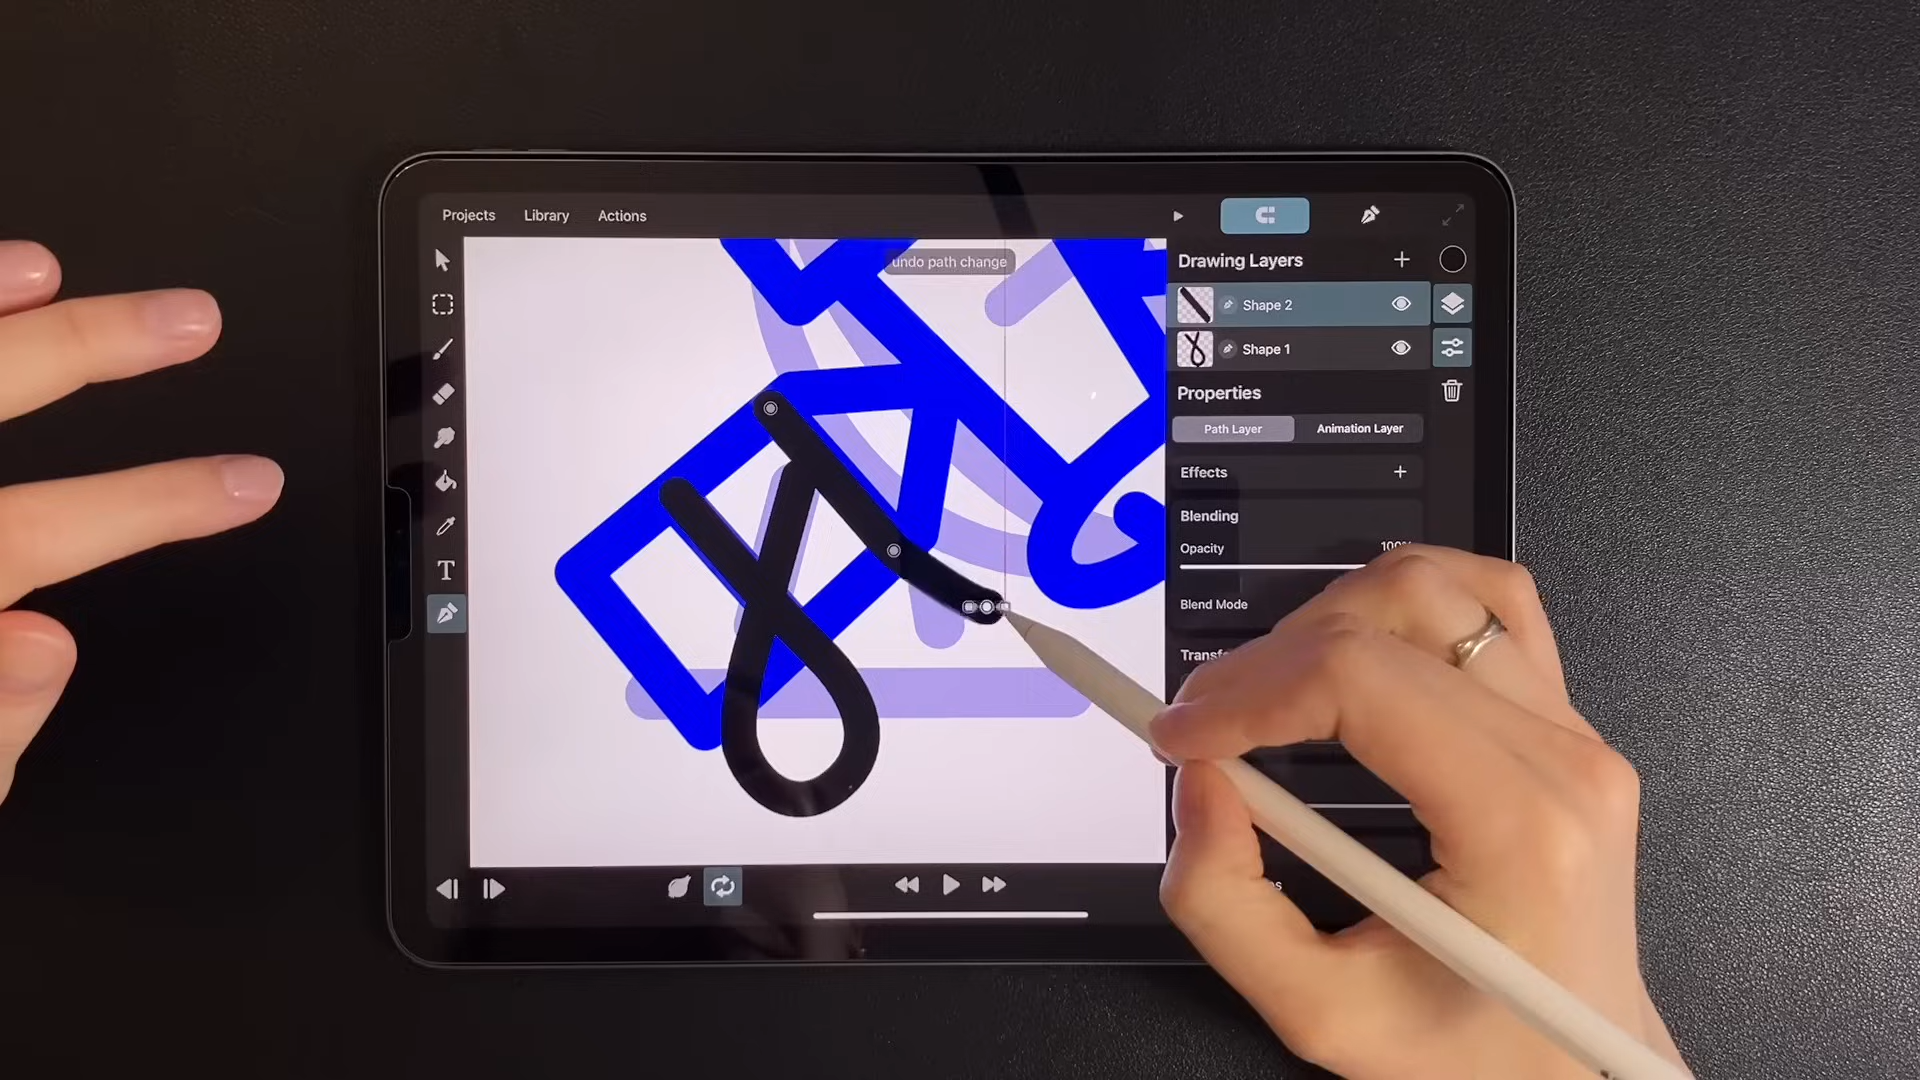 Projects Library Actions
undo path change
Drawing Layers
Shape 2
Shape 1
Properties
Path Layer Animation Layer
Effects
Blending
Opacity 100%
Blend Mode
T